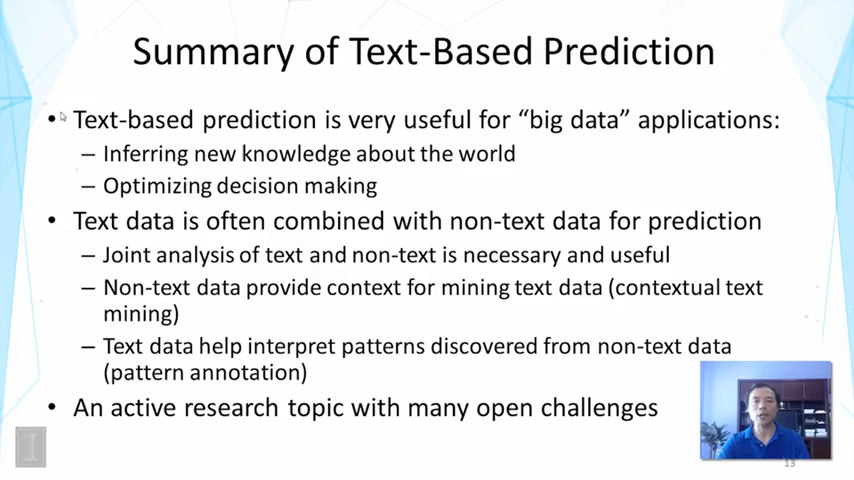 Summary of Text-Based Prediction
• Text-based prediction is very useful for “big data” applications:
– Inferring new knowledge about the world
– Optimizing decision making
• Text data is often combined with non-text data for prediction
– Joint analysis of text and non-text is necessary and useful
– Non-text data provide context for mining text data (contextual text
mining)
– Text data help interpret patterns discovered from non-text data
(pattern annotation)
• An active research topic with many open challenges
13